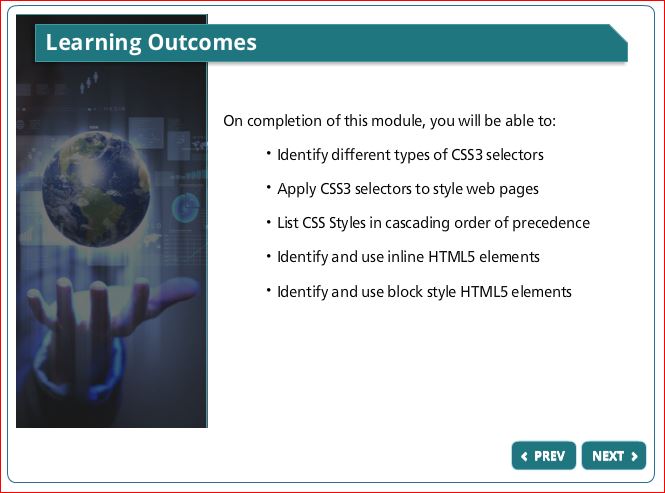 Learning Outcomes
On completion of this module, you will be able to:
• Identify different types of CSS3 selectors
• Apply CSS3 selectors to style web pages
• List CSS Styles in cascading order of precedence
• Identify and use inline HTML5 elements
• Identify and use block style HTML5 elements
‹ PREV
NEXT ›